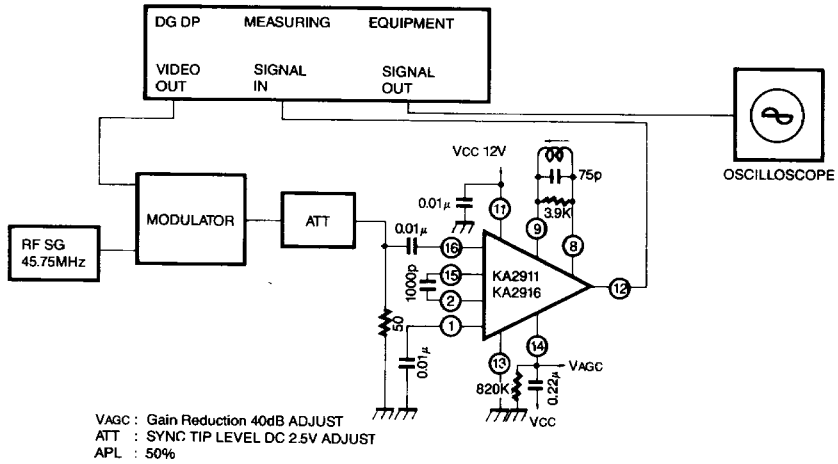 DG DP MEASURING EQUIPMENT
VIDEO OUT SIGNAL IN SIGNAL OUT
OSCILLOSCOPE
VCC 12V
75p
3.9K
0.01μ
11
9
8
MODULATOR
ATT
RF SG
45.75MHz
0.01μ
16
15
1000p
2
1
KA2911
KA2916
12
50
0.01μ
13
14
VAGC
820K
0.22μ
VCC
VAGC : Gain Reduction 40dB ADJUST
ATT : SYNC TIP LEVEL DC 2.5V ADJUST
APL : 50%